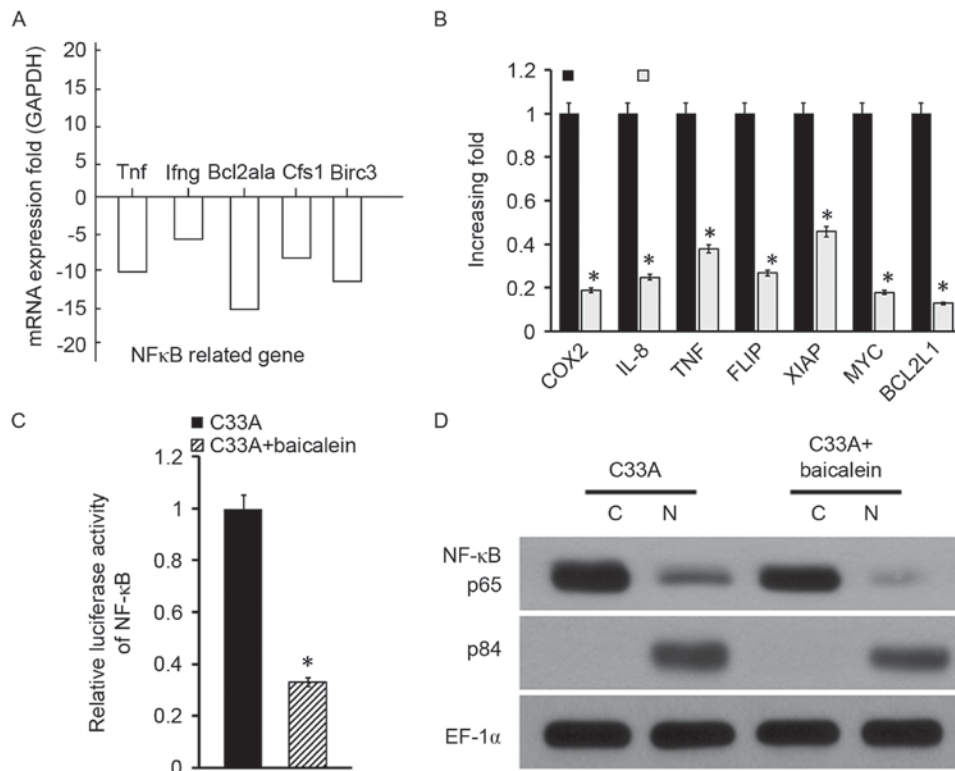 A
mRNA expression fold (GAPDH)
20
15
10
5
0
-5
-10
-15
-20
Tnf Ifng Bcl2ala Cfs1 Birc3
NFκB related gene
B
Increasing fold
1.2
1
0.8
0.6
0.4
0.2
0
* * * * * * *
COX2 IL-8 TNF FLIP XIAP MYC BCL2L1
C
C33A
C33A+baicalein
Relative luciferase activity
of NF-κB
1.2
1
0.8
0.6
0.4
0.2
0
*
D
C33A
C33A+
baicalein
C N C N
NF-κB
p65
p84
EF-1α